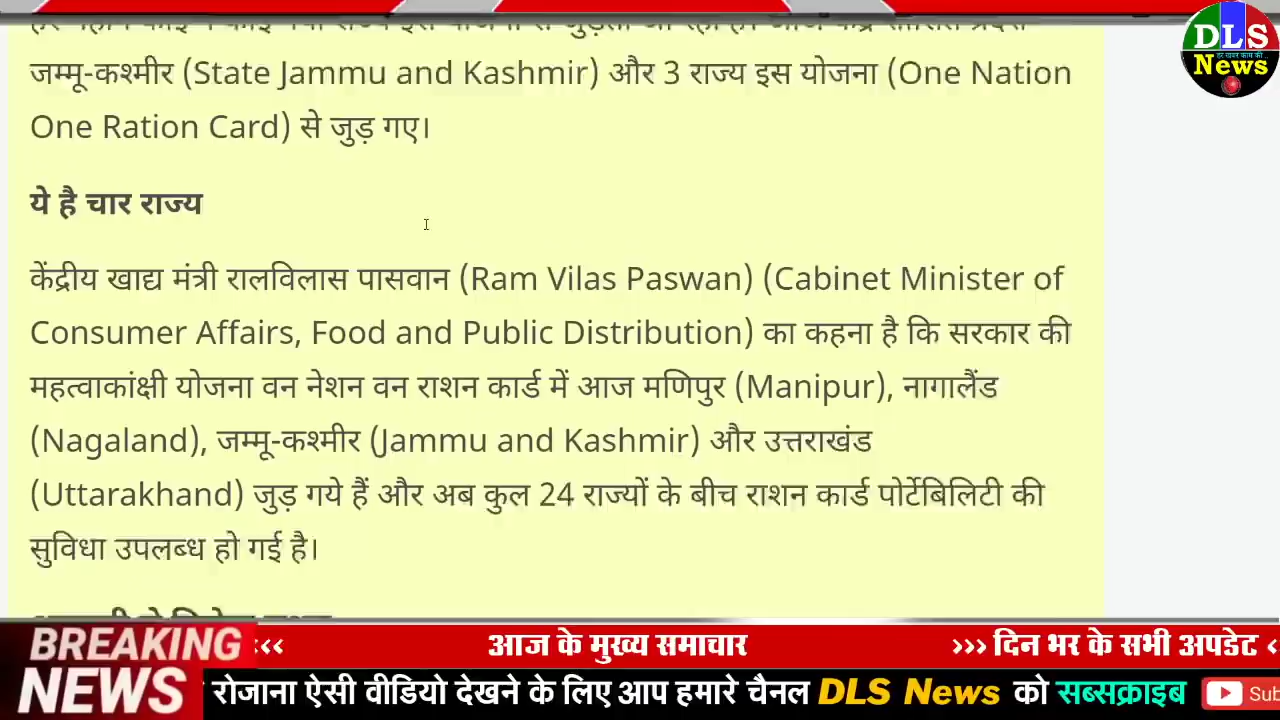 DLS
News
जम्मू-कश्मीर (State Jammu and Kashmir) और 3 राज्य इस योजना (One Nation
One Ration Card) से जुड़ गए।
ये है चार राज्य
केंद्रीय खाद्य मंत्री रालविलास पासवान (Ram Vilas Paswan) (Cabinet Minister of
Consumer Affairs, Food and Public Distribution) का कहना है कि सरकार की
महत्वाकांक्षी योजना वन नेशन वन राशन कार्ड में आज मणिपुर (Manipur), नागालैंड
(Nagaland), जम्मू-कश्मीर (Jammu and Kashmir) और उत्तराखंड
(Uttarakhand) जुड़ गये हैं और अब कुल 24 राज्यों के बीच राशन कार्ड पोर्टेबिलिटी की
सुविधा उपलब्ध हो गई है।
BREAKING
NEWS
‹‹‹ आज के मुख्य समाचार ››› दिन भर के सभी अपडेट ‹
रोजाना ऐसी वीडियो देखने के लिए आप हमारे चैनल DLS News को सब्सक्राइब Sub